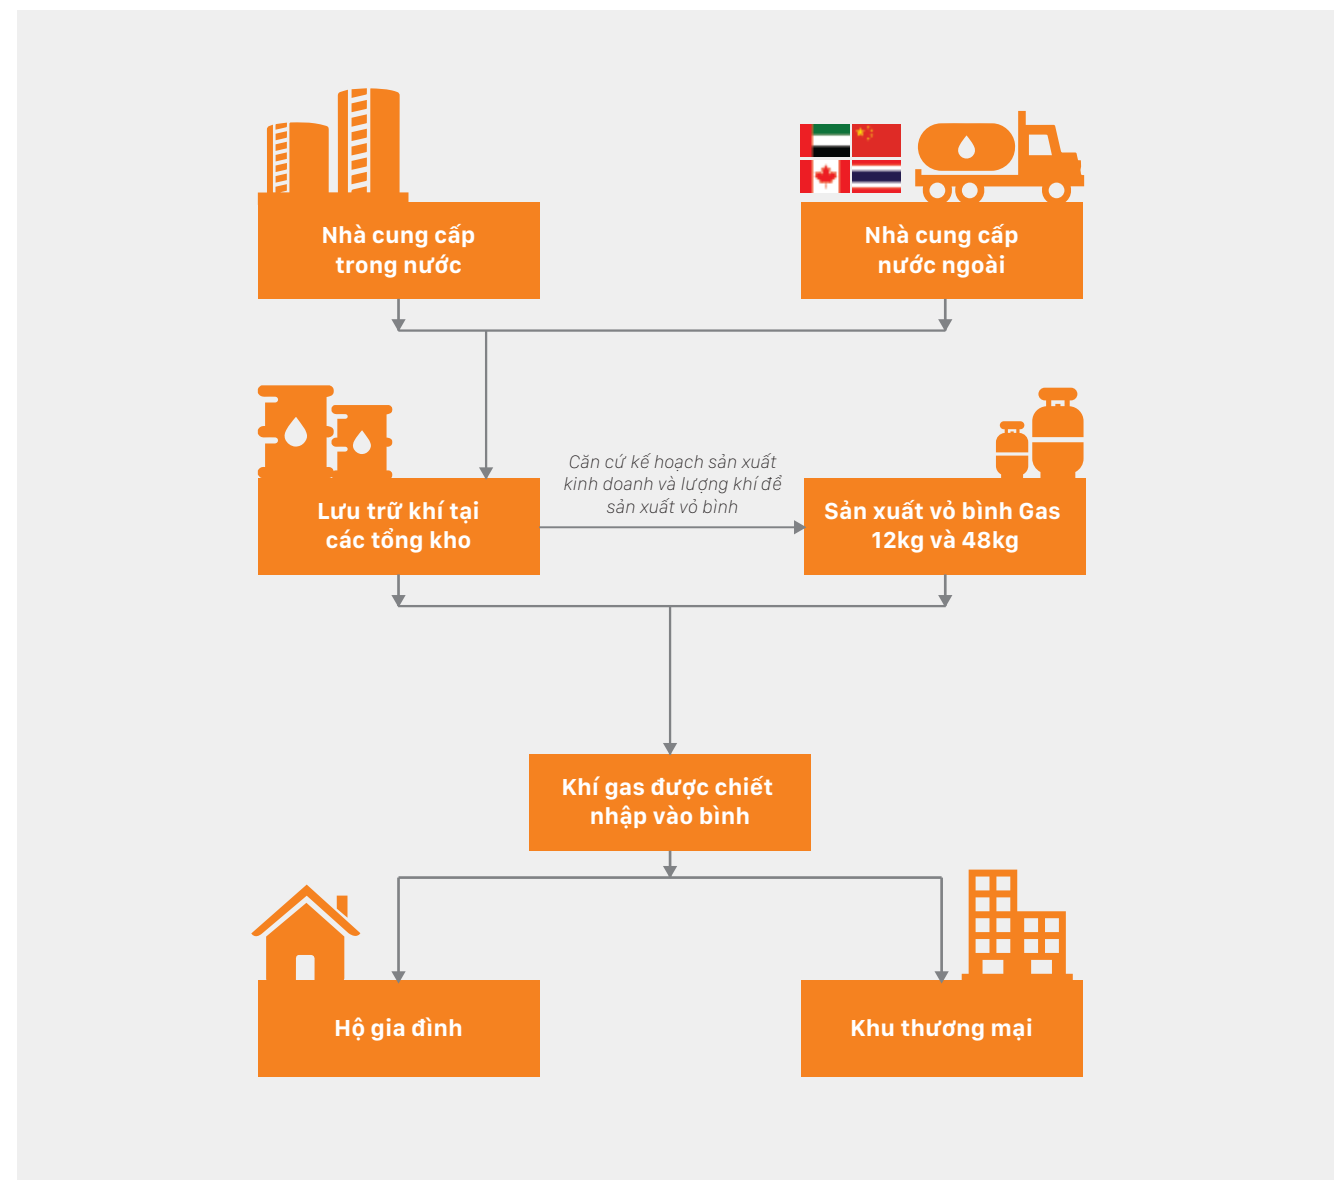 Nhà cung cấp
trong nước
Nhà cung cấp
nước ngoài
Lưu trữ khí tại
các tổng kho
Căn cứ kế hoạch sản xuất
kinh doanh và lượng khí để
sản xuất vỏ bình
Sản xuất vỏ bình Gas
12kg và 48kg
Khí gas được chiết
nhập vào bình
Hộ gia đình
Khu thương mại